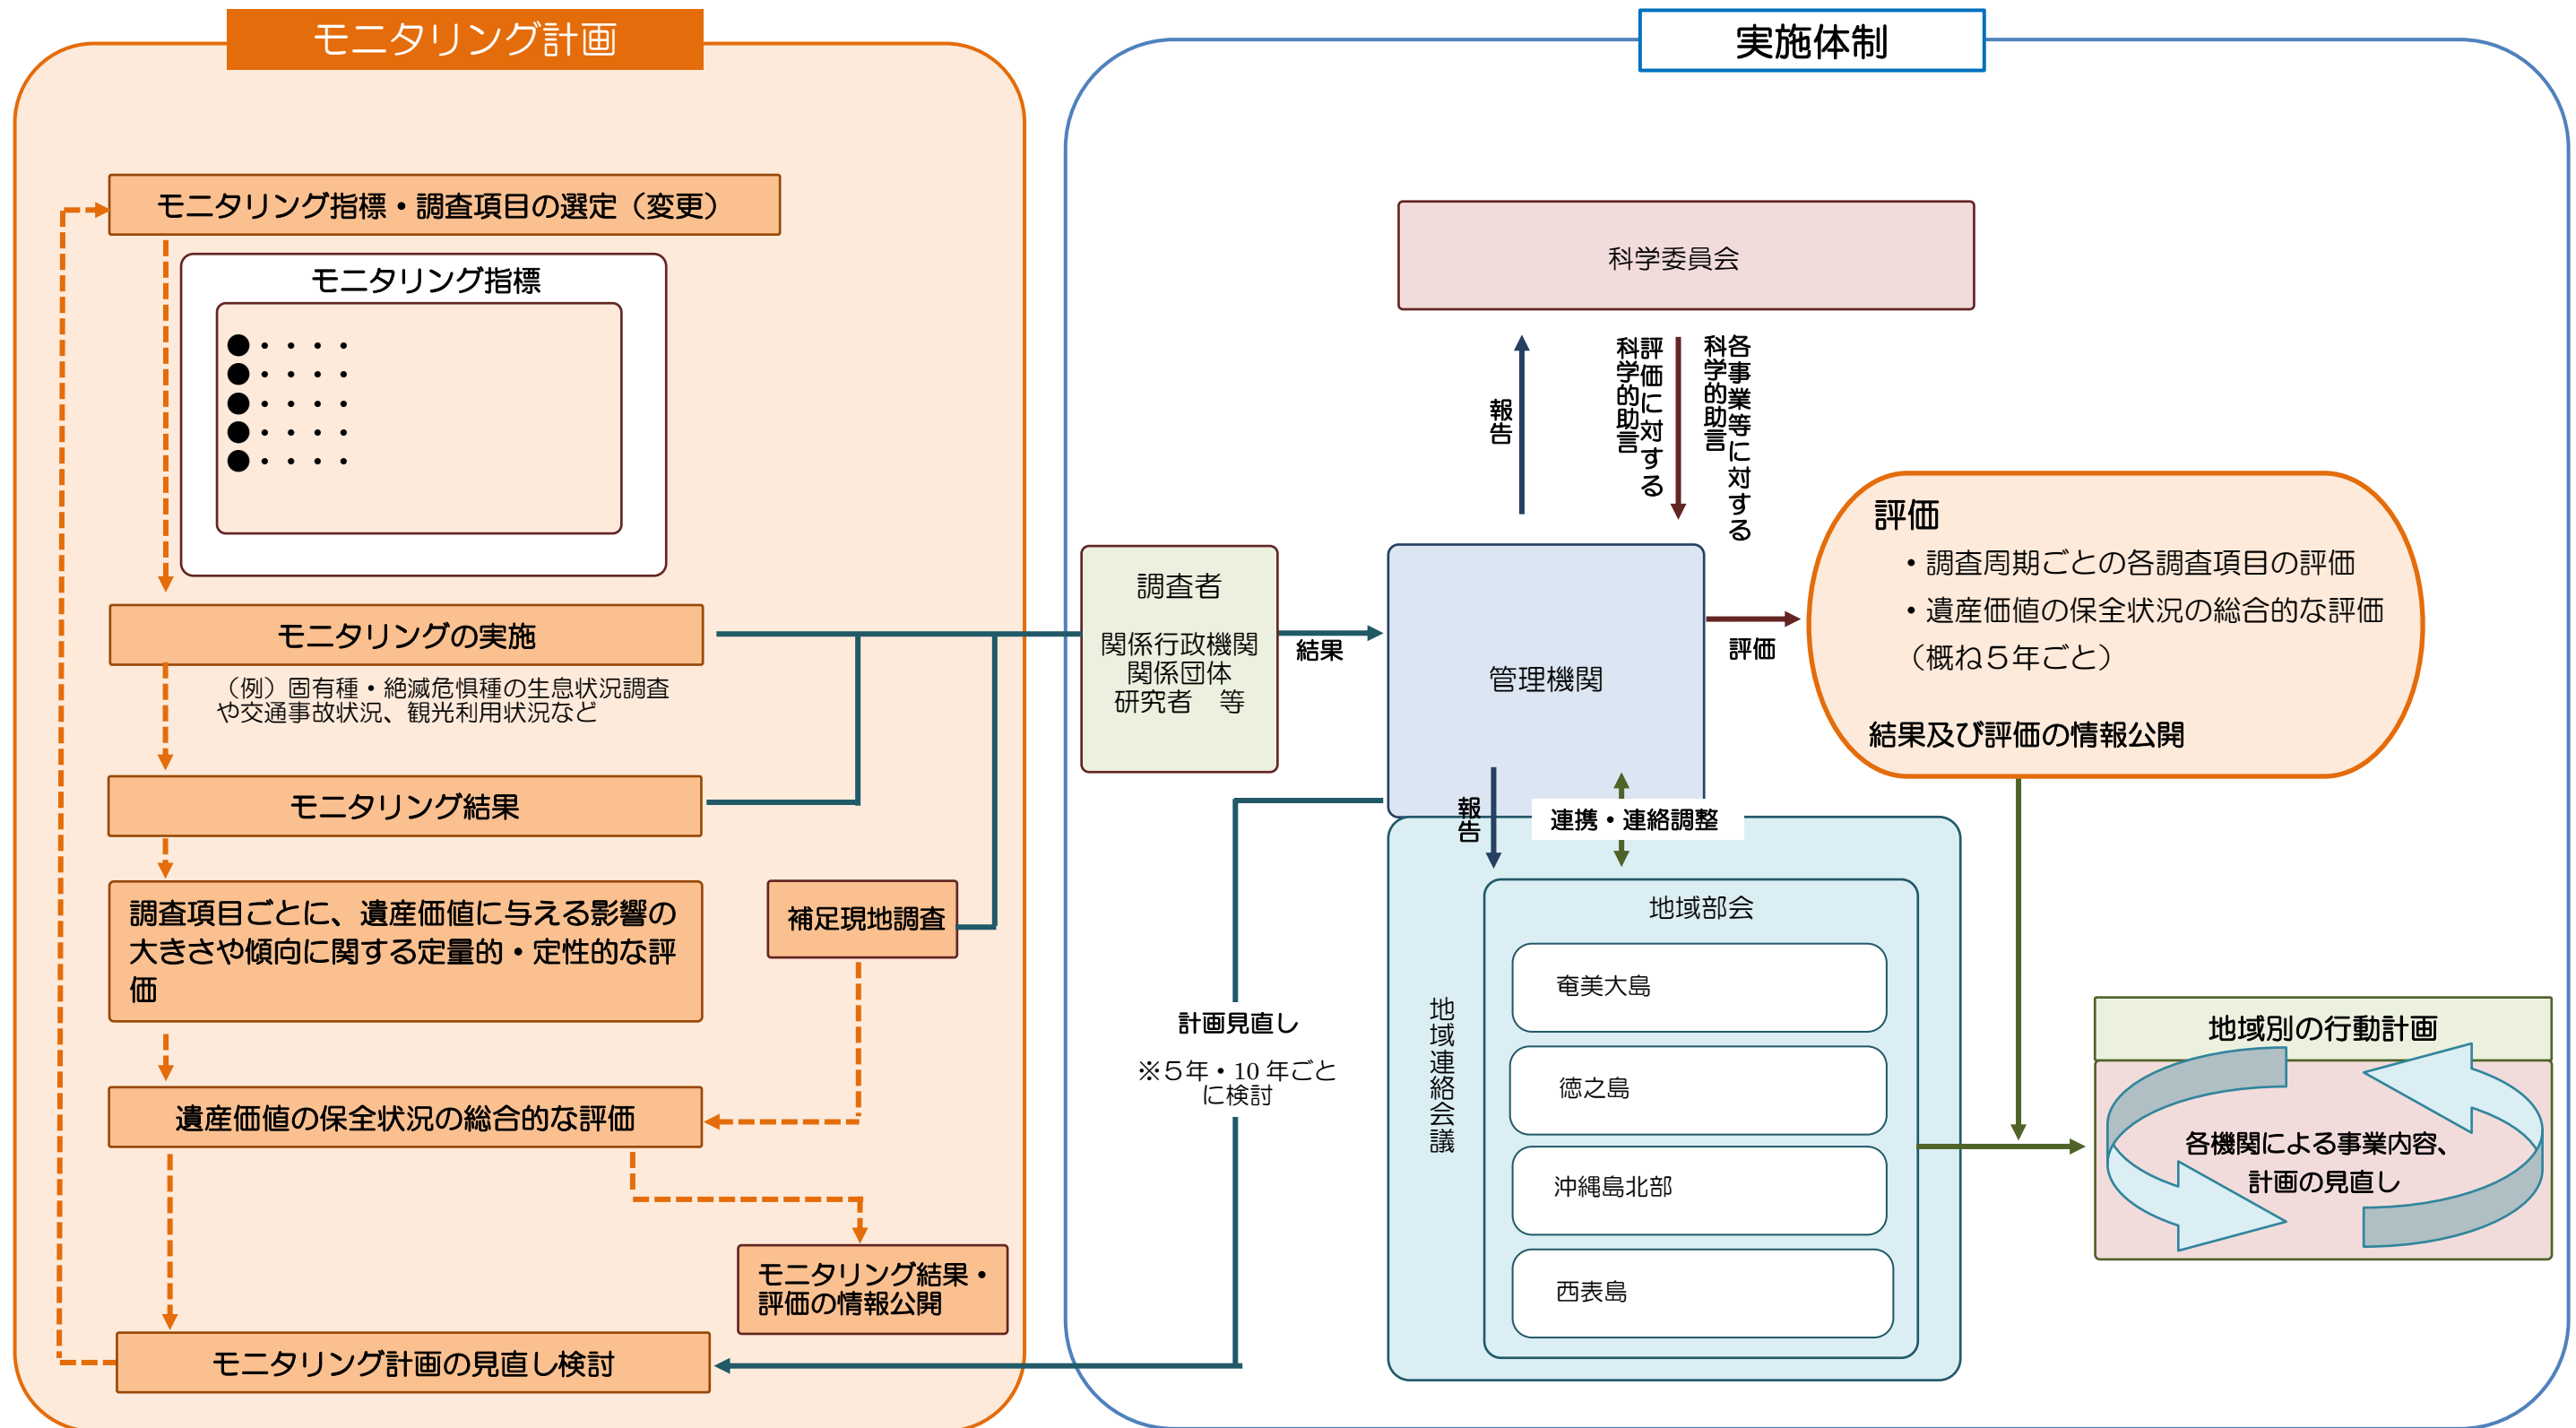 モニタリング計画
モニタリング指標・調査項目の選定（変更）
モニタリング指標
●・・・・
●・・・・
●・・・・
●・・・・
●・・・・
モニタリングの実施
（例）固有種・絶滅危惧種の生息状況調査
や交通事故状況、観光利用状況など
モニタリング結果
調査項目ごとに、遺産価値に与える影響の
大きさや傾向に関する定量的・定性的な評
価
補足現地調査
遺産価値の保全状況の総合的な評価
モニタリング結果・
評価の情報公開
モニタリング計画の見直し検討
実施体制
科学委員会
報告
評価に対する
科学的助言
各事業等に対する
科学的助言
調査者
関係行政機関
関係団体
研究者　等
結果
管理機関
評価
評価
・調査周期ごとの各調査項目の評価
・遺産価値の保全状況の総合的な評価
（概ね５年ごと）
結果及び評価の情報公開
報告
連携・連絡調整
計画見直し
※５年・10 年ごと
に検討
地域連絡会議
地域部会
奄美大島
徳之島
沖縄島北部
西表島
地域別の行動計画
各機関による事業内容、
計画の見直し